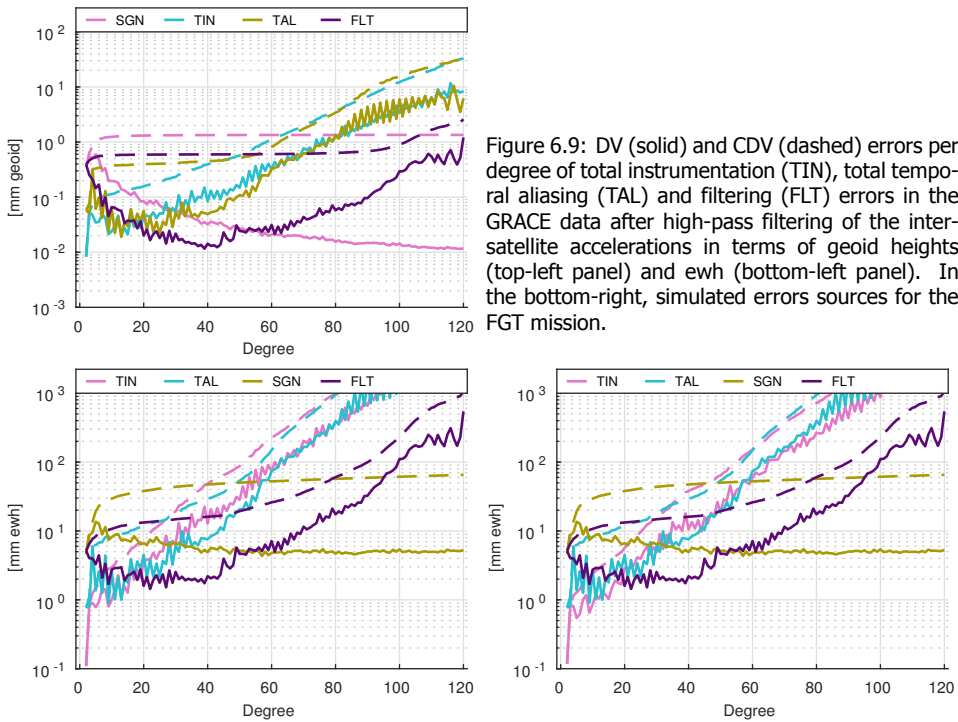 SGN TIN TAL FLT
10^2
10^1
10^0
10^-1
10^-2
10^-3
[mm geoid]
0 20 40 60 80 100 120
Degree
Figure 6.9: DV (solid) and CDV (dashed) errors per
degree of total instrumentation (TIN), total tempo-
ral aliasing (TAL) and filtering (FLT) errors in the
GRACE data after high-pass filtering of the inter-
satellite accelerations in terms of geoid heights
(top-left panel) and ewh (bottom-left panel). In
the bottom-right, simulated errors sources for the
FGT mission.
TIN TAL SGN FLT
10^3
10^2
10^1
10^0
10^-1
[mm ewh]
0 20 40 60 80 100 120
Degree
TIN TAL SGN FLT
10^3
10^2
10^1
10^0
10^-1
[mm ewh]
0 20 40 60 80 100 120
Degree